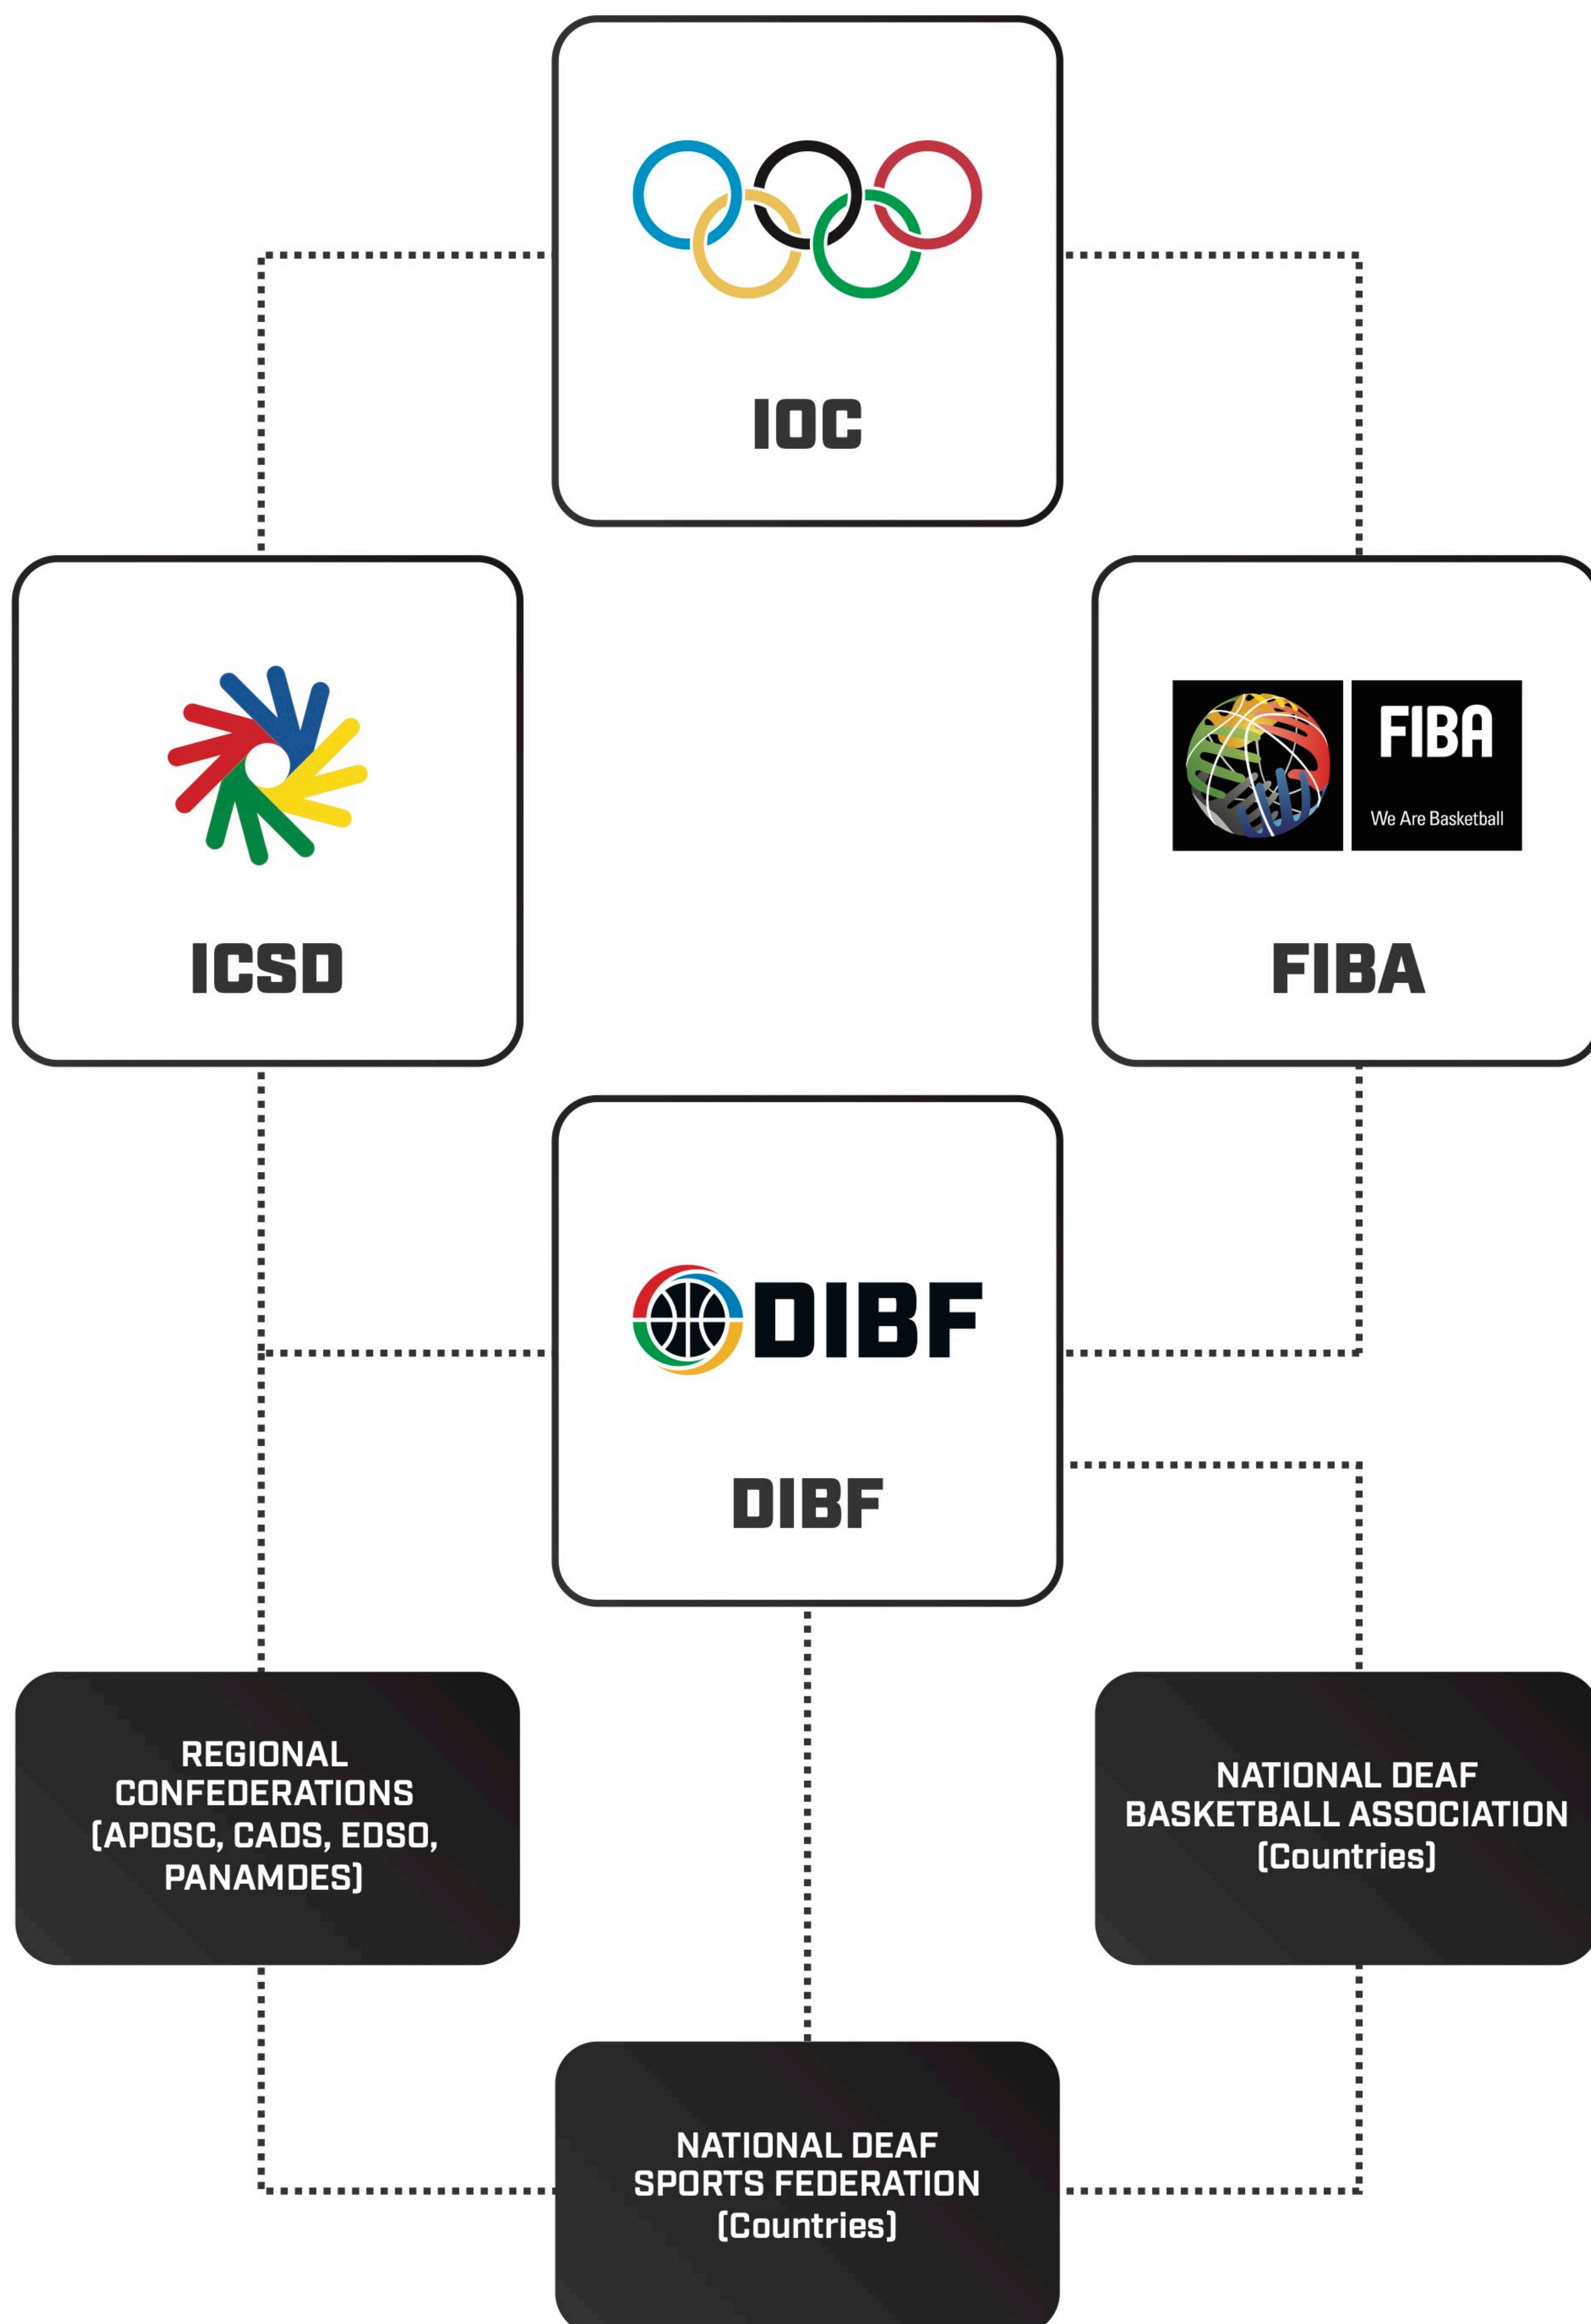 IOC
ICSD
FIBA
We Are Basketball
FIBA
DIBF
DIBF
REGIONAL
CONFEDERATIONS
(APDSC, CADS, EDSO,
PANAMDES)
NATIONAL DEAF
BASKETBALL ASSOCIATION
(Countries)
NATIONAL DEAF
SPORTS FEDERATION
(Countries)